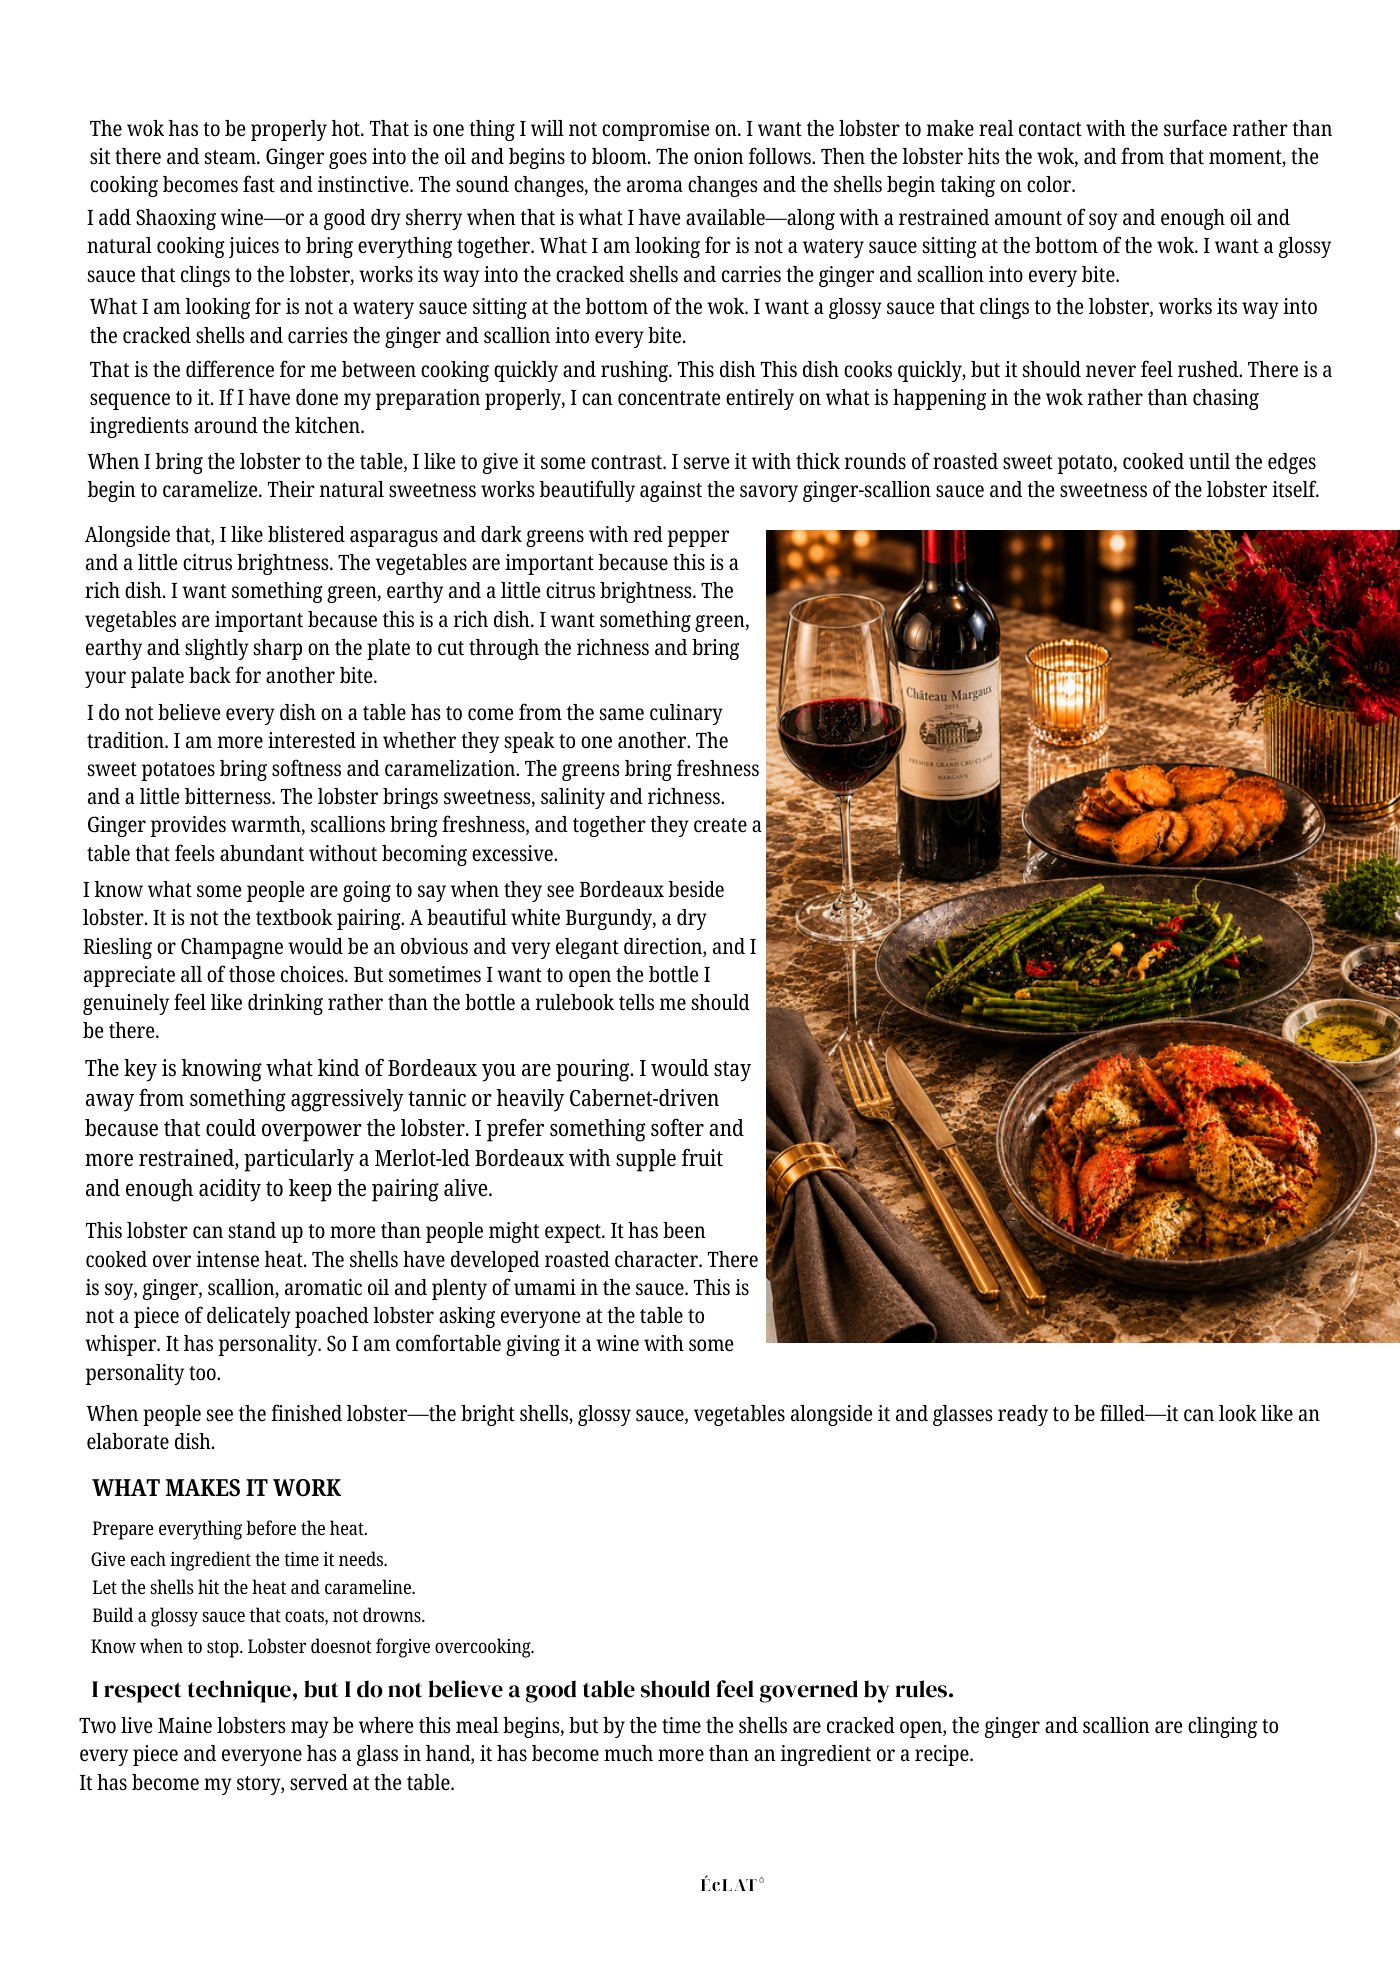 The wok has to be properly hot. That is one thing I will not compromise on. I want the lobster to make real contact with the surface rather than
sit there and steam. Ginger goes into the oil and begins to bloom. The onion follows. Then the lobster hits the wok, and from that moment, the
cooking becomes fast and instinctive. The sound changes, the aroma changes and the shells begin taking on color.
I add Shaoxing wine—or a good dry sherry when that is what I have available—along with a restrained amount of soy and enough oil and
natural cooking juices to bring everything together. What I am looking for is not a watery sauce sitting at the bottom of the wok. I want a glossy
sauce that clings to the lobster, works its way into the cracked shells and carries the ginger and scallion into every bite.
What I am looking for is not a watery sauce sitting at the bottom of the wok. I want a glossy sauce that clings to the lobster, works its way into
the cracked shells and carries the ginger and scallion into every bite.
That is the difference for me between cooking quickly and rushing. This dish This dish cooks quickly, but it should never feel rushed. There is a
sequence to it. If I have done my preparation properly, I can concentrate entirely on what is happening in the wok rather than chasing
ingredients around the kitchen.
When I bring the lobster to the table, I like to give it some contrast. I serve it with thick rounds of roasted sweet potato, cooked until the edges
begin to caramelize. Their natural sweetness works beautifully against the savory ginger-scallion sauce and the sweetness of the lobster itself.
Alongside that, I like blistered asparagus and dark greens with red pepper
and a little citrus brightness. The vegetables are important because this is a
rich dish. I want something green, earthy and a little citrus brightness. The
vegetables are important because this is a rich dish. I want something green,
earthy and slightly sharp on the plate to cut through the richness and bring
your palate back for another bite.
I do not believe every dish on a table has to come from the same culinary
tradition. I am more interested in whether they speak to one another. The
sweet potatoes bring softness and caramelization. The greens bring freshness
and a little bitterness. The lobster brings sweetness, salinity and richness.
Ginger provides warmth, scallions bring freshness, and together they create a
table that feels abundant without becoming excessive.
I know what some people are going to say when they see Bordeaux beside
lobster. It is not the textbook pairing. A beautiful white Burgundy, a dry
Riesling or Champagne would be an obvious and very elegant direction, and I
appreciate all of those choices. But sometimes I want to open the bottle I
genuinely feel like drinking rather than the bottle a rulebook tells me should
be there.
The key is knowing what kind of Bordeaux you are pouring. I would stay
away from something aggressively tannic or heavily Cabernet-driven
because that could overpower the lobster. I prefer something softer and
more restrained, particularly a Merlot-led Bordeaux with supple fruit
and enough acidity to keep the pairing alive.
This lobster can stand up to more than people might expect. It has been
cooked over intense heat. The shells have developed roasted character. There
is soy, ginger, scallion, aromatic oil and plenty of umami in the sauce. This is
not a piece of delicately poached lobster asking everyone at the table to
whisper. It has personality. So I am comfortable giving it a wine with some
personality too.
Château Margaux
2015
PREMIER GRAND CRU CLASSÉ
MARGAUX
When people see the finished lobster—the bright shells, glossy sauce, vegetables alongside it and glasses ready to be filled—it can look like an
elaborate dish.
WHAT MAKES IT WORK
Prepare everything before the heat.
Give each ingredient the time it needs.
Let the shells hit the heat and carameline.
Build a glossy sauce that coats, not drowns.
Know when to stop. Lobster doesnot forgive overcooking.
I respect technique, but I do not believe a good table should feel governed by rules.
Two live Maine lobsters may be where this meal begins, but by the time the shells are cracked open, the ginger and scallion are clinging to
every piece and everyone has a glass in hand, it has become much more than an ingredient or a recipe.
It has become my story, served at the table.
ÉcLAT